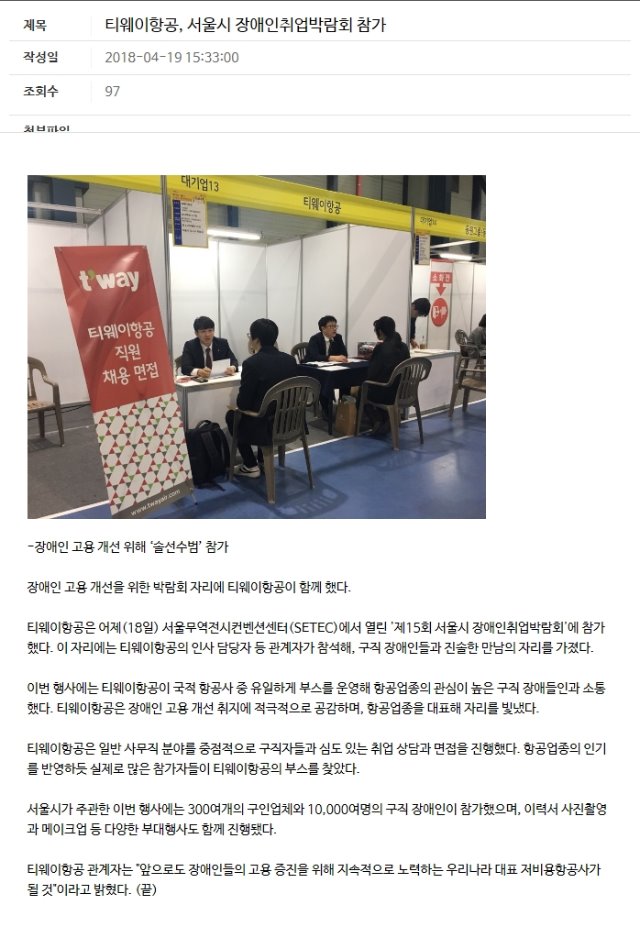 제목 티웨이항공, 서울시 장애인취업박람회 참가
작성일 2018-04-19 15:33:00
조회수 97
첨부파일
대기업13
티웨이항공
t'way
티웨이항공
직원
채용 면접
www.twayair.com
소화전
-장애인 고용 개선 위해 '솔선수범' 참가
장애인 고용 개선을 위한 박람회 자리에 티웨이항공이 함께 했다.
티웨이항공은 어제(18일) 서울무역젼시컨벤션센터(SETEC)에서 열린 '제15회 서울시 장애인취업박람회'에 참가
했다. 이 자리에는 티웨이항공의 인사 담당자 등 관계자가 참석해, 구직 장애인들과 진솔한 만남의 자리를 가졌다.
이번 행사에는 티웨이항공이 국적 항공사 중 유일하게 부스를 운영해 항공업종의 관심이 높은 구직 장애들인과 소통
했다. 티웨이항공은 장애인 고용 개선 취지에 적극적으로 공감하며, 항공업종을 대표해 자리를 빛냈다.
티웨이항공은 일반 사무직 분야를 중점적으로 구직자들과 심도 있는 취업 상담과 면접을 진행했다. 항공업종의 인기
를 반영하듯 실제로 많은 참가자들이 티웨이항공의 부스를 찾았다.
서울시가 주관한 이번 행사에는 300여개의 구인업체와 10,000여명의 구직 장애인이 참가했으며, 이력서 사진촬영
과 메이크업 등 다양한 부대행사도 함께 진행됐다.
티웨이항공 관계자는 "앞으로도 장애인들의 고용 증진을 위해 지속적으로 노력하는 우리나라 대표 저비용항공사가
될 것"이라고 밝혔다. (끝)